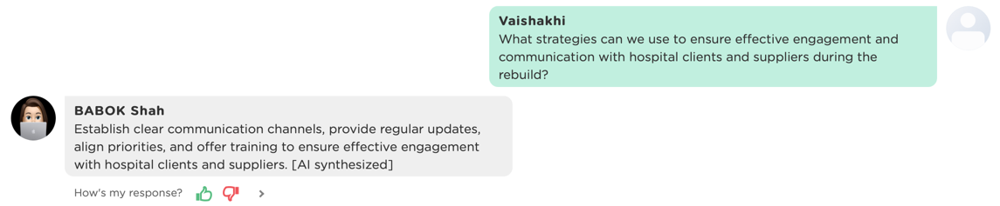 Vaishakhi
What strategies can we use to ensure effective engagement and
communication with hospital clients and suppliers during the
rebuild?
BABOK Shah
Establish clear communication channels, provide regular updates,
align priorities, and offer training to ensure effective engagement
with hospital clients and suppliers. [AI synthesized]
How's my response?